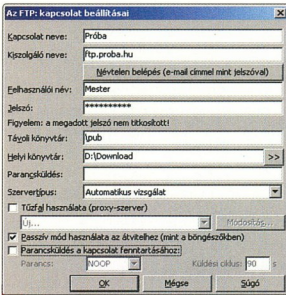 Az FTP: kapcsolat beállításai
Kapcsolat neve: Próba
Kiszolgáló neve: ftp.proba.hu
Névtelen belépés (e-mail címmel mint jelszóval)
Felhasználói név: Mester
Jelszó: **********
Figyelem: a megadott jelszó nem titkosított!
Távoli könyvtár: \pub
Helyi könyvtár: D:\Download >>
Parancsküldés:
Szervertípus: Automatikus vizsgálat
Tűzfal használata (proxy-szerver)
Új... Módosítás...
Passzív mód használata az átvitelhez (mint a böngészőkben)
Parancsküldés a kapcsolat fenntartásához:
Parancs: NOOP Küldési ciklus: 90 s
OK Mégse Súgó